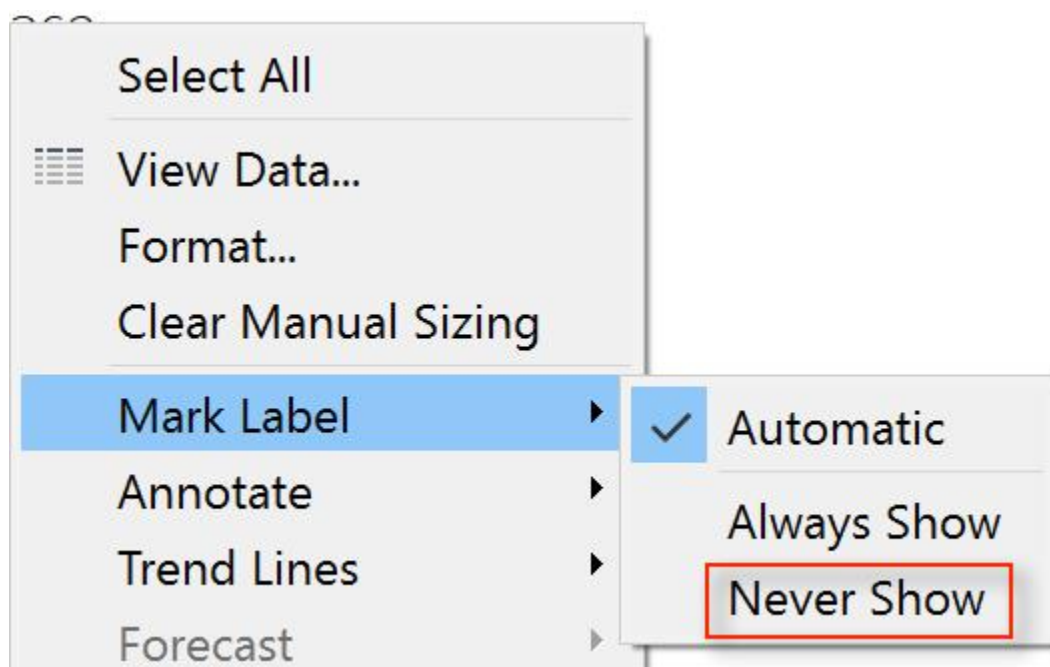 Select All
View Data...
Format...
Clear Manual Sizing
Mark Label
Annotate
Trend Lines
Forecast
Automatic
Always Show
Never Show